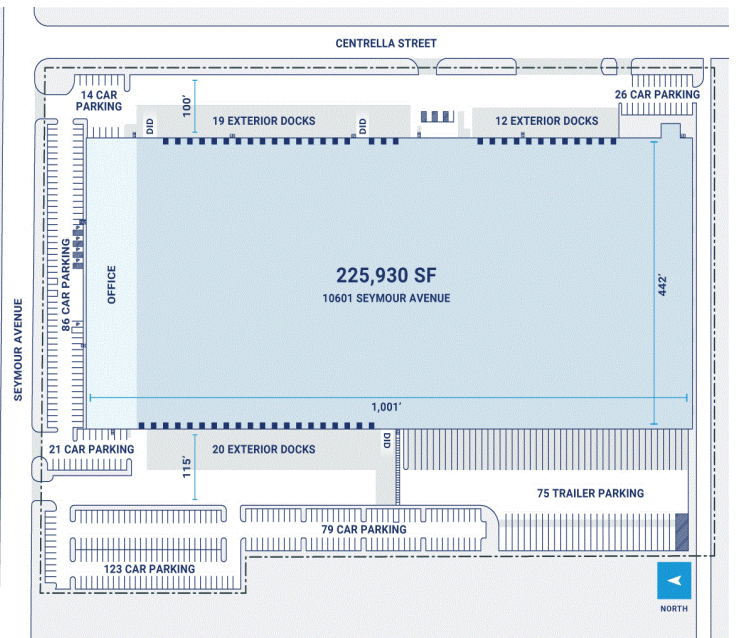 CENTRELLA STREET
14 CAR
PARKING
100'
26 CAR PARKING
DID
19 EXTERIOR DOCKS
DID
12 EXTERIOR DOCKS
86 CAR PARKING
OFFICE
225,930 SF
10601 SEYMOUR AVENUE
442'
SEYMOUR AVENUE
1,001'
21 CAR PARKING
115'
20 EXTERIOR DOCKS
DID
75 TRAILER PARKING
79 CAR PARKING
123 CAR PARKING
NORTH